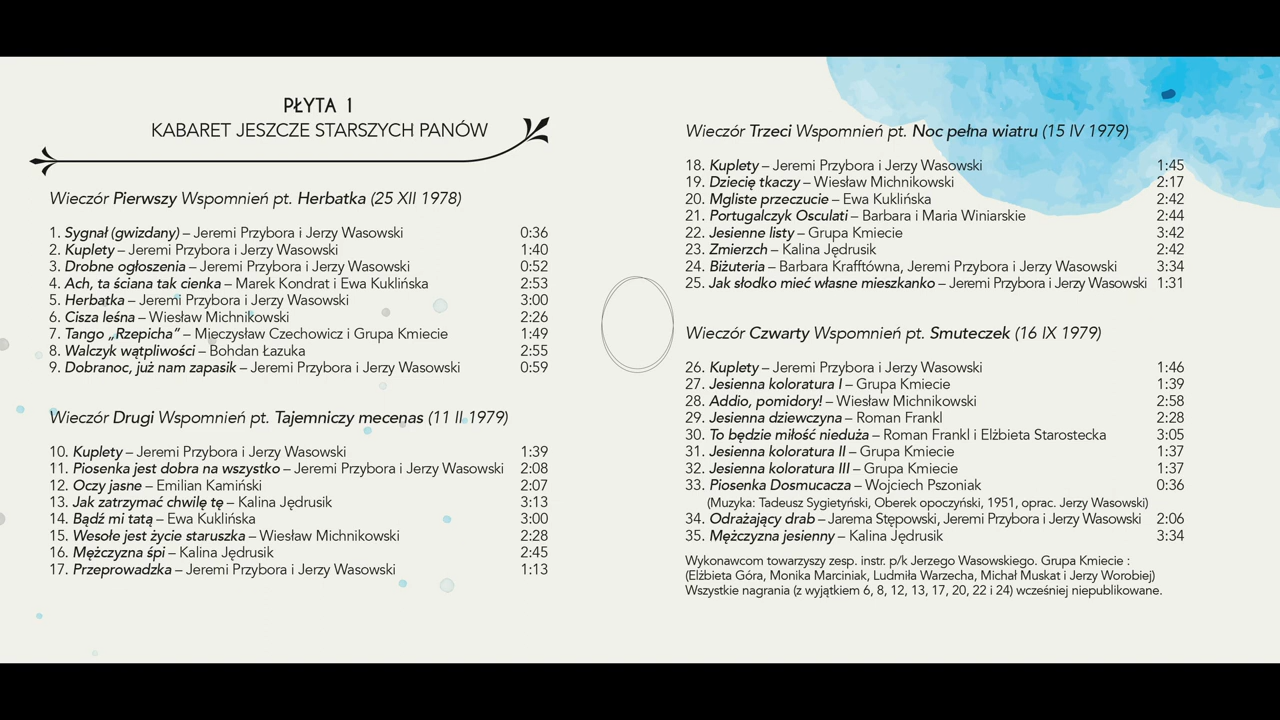 PŁYTA 1
KABARET JESZCZE STARSZYCH PANÓW
Wieczór Pierwszy Wspomnień pt. Herbatka (25 XII 1978)
1. Sygnał (gwizdany) – Jeremi Przybora i Jerzy Wasowski 0:36
2. Kuplety – Jeremi Przybora i Jerzy Wasowski 1:40
3. Drobne ogłoszenia – Jeremi Przybora i Jerzy Wasowski 0:52
4. Ach, ta ściana tak cienka – Marek Kondrat i Ewa Kuklińska 2:53
5. Herbatka – Jeremi Przybora i Jerzy Wasowski 3:00
6. Cisza leśna – Wiesław Michnikowski 2:26
7. Tango „Rzepicha” – Mieczysław Czechowicz i Grupa Kmiecie 1:49
8. Walczyk wątpliwości – Bohdan Łazuka 2:55
9. Dobranoc, już nam zapasik – Jeremi Przybora i Jerzy Wasowski 0:59
Wieczór Drugi Wspomnień pt. Tajemniczy mecenas (11 II 1979)
10. Kuplety – Jeremi Przybora i Jerzy Wasowski 1:39
11. Piosenka jest dobra na wszystko – Jeremi Przybora i Jerzy Wasowski 2:08
12. Oczy jasne – Emilian Kamiński 2:07
13. Jak zatrzymać chwilę tę – Kalina Jędrusik 3:13
14. Bądź mi tatą – Ewa Kuklińska 3:00
15. Wesołe jest życie staruszka – Wiesław Michnikowski 2:28
16. Mężczyzna śpi – Kalina Jędrusik 2:45
17. Przeprowadzka – Jeremi Przybora i Jerzy Wasowski 1:13
Wieczór Trzeci Wspomnień pt. Noc pełna wiatru (15 IV 1979)
18. Kuplety – Jeremi Przybora i Jerzy Wasowski 1:45
19. Dziecię tkaczy – Wiesław Michnikowski 2:17
20. Mgliste przeczucie – Ewa Kuklińska 2:42
21. Portugalczyk Osculati – Barbara i Maria Winiarskie 2:44
22. Jesienne listy – Grupa Kmiecie 3:42
23. Zmierzch – Kalina Jędrusik 2:42
24. Biżuteria – Barbara Krafftówna, Jeremi Przybora i Jerzy Wasowski 3:34
25. Jak słodko mieć własne mieszkanko – Jeremi Przybora i Jerzy Wasowski 1:31
Wieczór Czwarty Wspomnień pt. Smuteczek (16 IX 1979)
26. Kuplety – Jeremi Przybora i Jerzy Wasowski 1:46
27. Jesienna koloratura I – Grupa Kmiecie 1:39
28. Addio, pomidory! – Wiesław Michnikowski 2:58
29. Jesienna dziewczyna – Roman Frankl 2:28
30. To będzie miłość nieduża – Roman Frankl i Elżbieta Starostecka 3:05
31. Jesienna koloratura II – Grupa Kmiecie 1:37
32. Jesienna koloratura III – Grupa Kmiecie 1:37
33. Piosenka Dosmucacza – Wojciech Pszoniak 0:36
(Muzyka: Tadeusz Sygietyński, Oberek opoczyński, 1951, oprac. Jerzy Wasowski)
34. Odrażający drab – Jarema Stępowski, Jeremi Przybora i Jerzy Wasowski 2:06
35. Mężczyzna jesienny – Kalina Jędrusik 3:34
Wykonawcom towarzyszy zesp. instr. p/k Jerzego Wasowskiego. Grupa Kmiecie :
(Elżbieta Góra, Monika Marciniak, Ludmiła Warzecha, Michał Muskat i Jerzy Worobiej)
Wszystkie nagrania (z wyjątkiem 6, 8, 12, 13, 17, 20, 22 i 24) wcześniej niepublikowane.